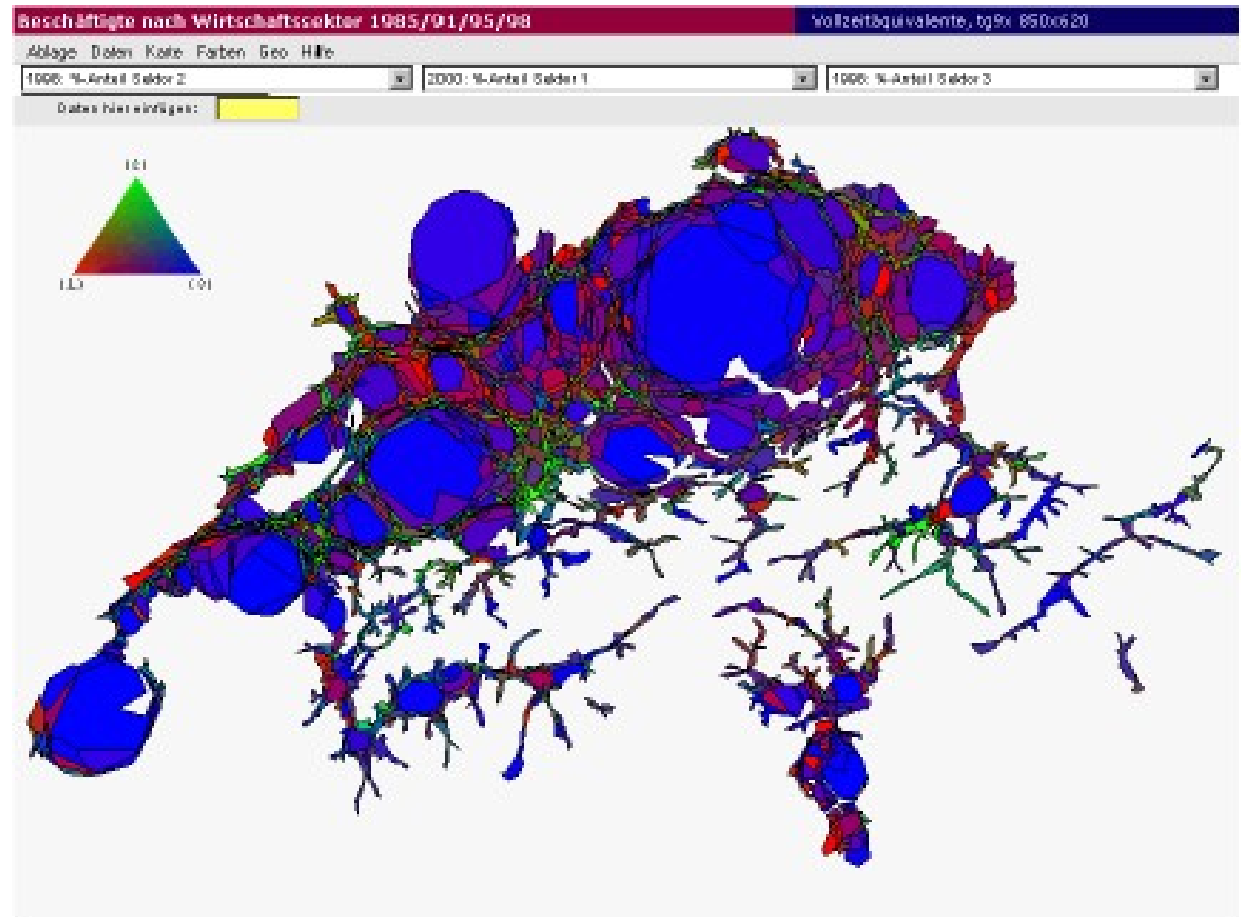 Beschäftigte nach Wirtschaftssektor 1985/91/95/98
Vollzeitäquivalente, tg9x 850x620
Ablage Daten Karte Farben Geo Hilfe
1998: %-Anteil Sektor 2
2000: %-Anteil Sektor 1
1998: %-Anteil Sektor 3
Daten hier einfügen: